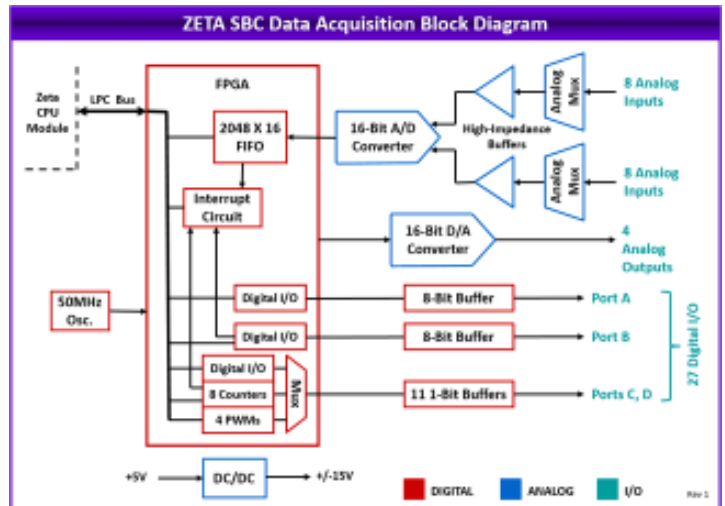 ZETA SBC Data Acquisition Block Diagram
Zeta
CPU
Module
LPC Bus
FPGA
2048 X 16
FIFO
Interrupt
Circuit
16-Bit A/D
Converter
High-Impedance
Buffers
Analog
Mux
8 Analog
Inputs
Analog
Mux
8 Analog
Inputs
16-Bit D/A
Converter
4
Analog
Outputs
50MHz
Osc.
Digital I/O
8-Bit Buffer
Port A
Digital I/O
8-Bit Buffer
Port B
Digital I/O
8 Counters
4 PWMs
Mux
11 1-Bit Buffers
Ports C, D
27 Digital I/O
+5V
DC/DC
+/-15V
DIGITAL
ANALOG
I/O
Rev 1